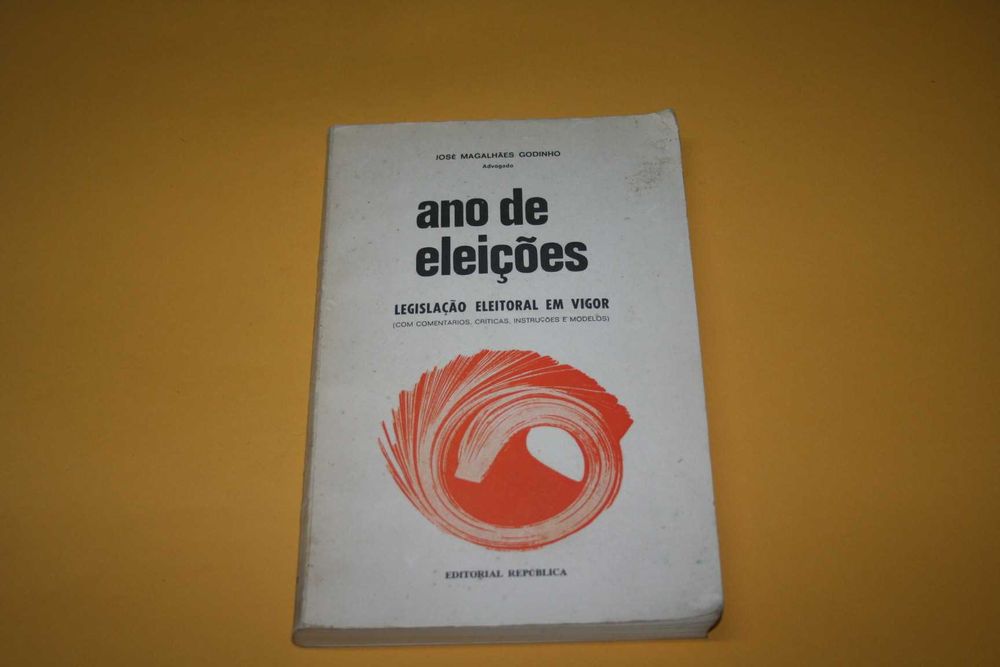 JOSÉ MAGALHÃES GODINHO
Advogado
ano de
eleições
LEGISLAÇÃO ELEITORAL EM VIGOR
(COM COMENTARIOS, CRITICAS, INSTRUÇÕES E MODELOS)
EDITORIAL REPÚBLICA